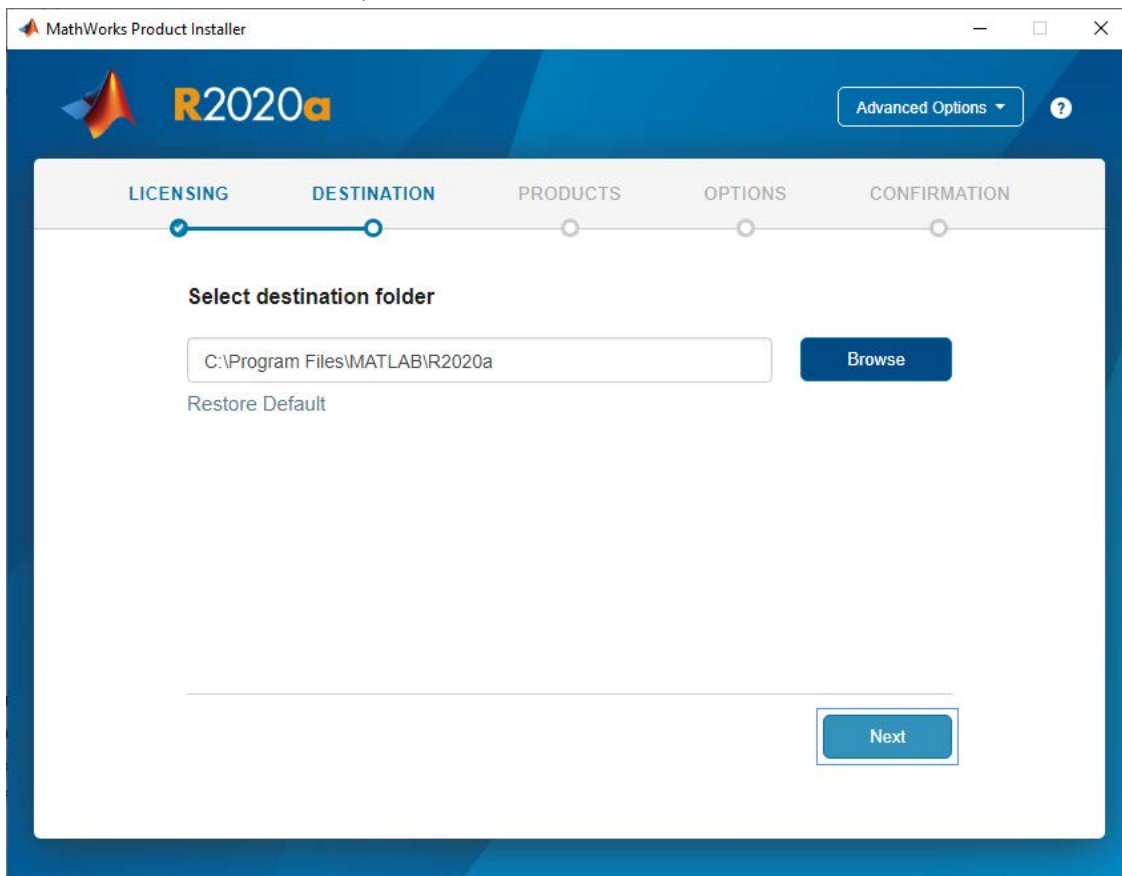 MathWorks Product Installer
R2020a
Advanced Options
?
LICENSING DESTINATION PRODUCTS OPTIONS CONFIRMATION
Select destination folder
C:\Program Files\MATLAB\R2020a
Browse
Restore Default
Next